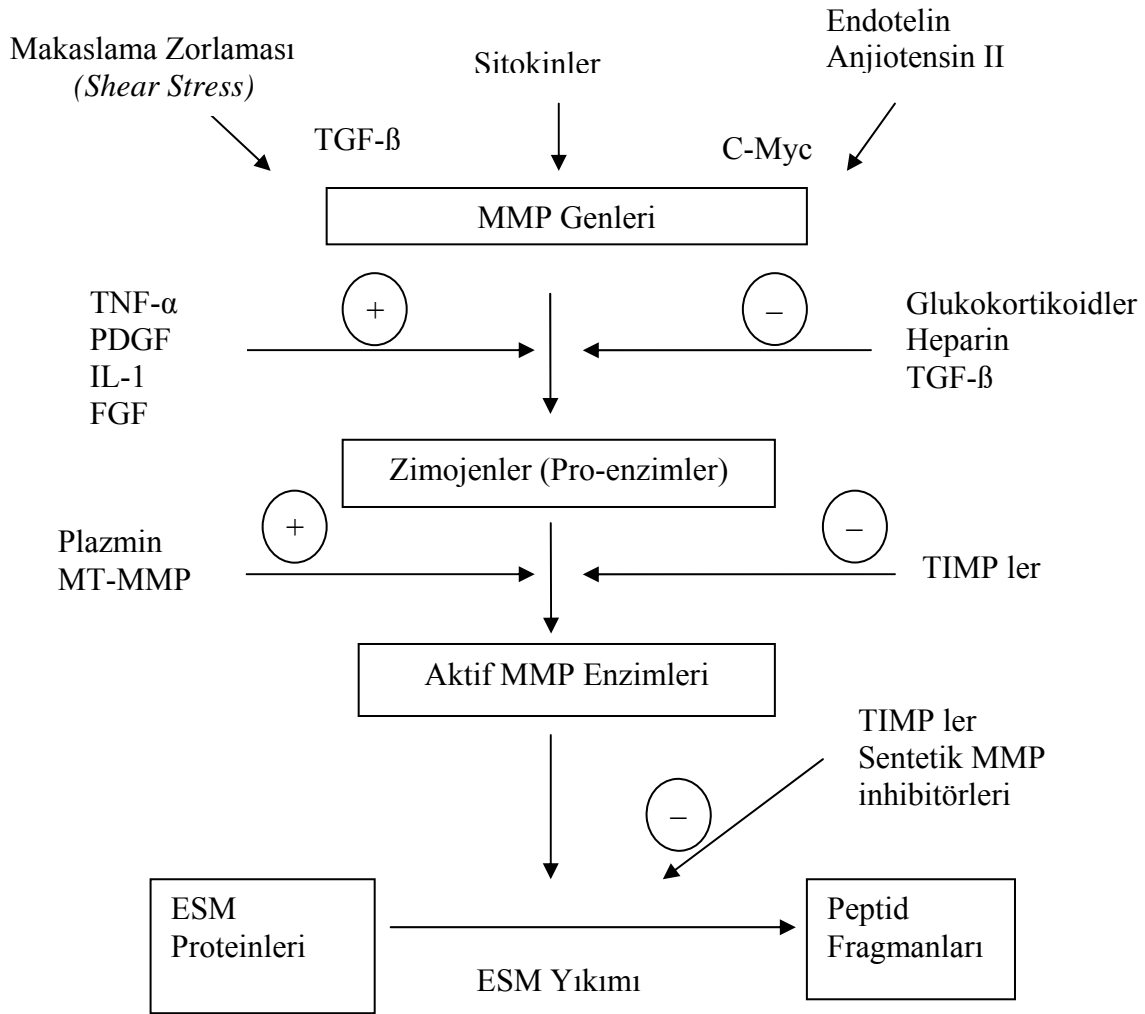 Makaslama Zorlaması
(Shear Stress)
Sitokinler
Endotelin
Anjiotensin II
TGF-ß
C-Myc
MMP Genleri
TNF-α
PDGF
IL-1
FGF
+
–
Glukokortikoidler
Heparin
TGF-ß
Zimojenler (Pro-enzimler)
Plazmin
MT-MMP
+
–
TIMP ler
Aktif MMP Enzimleri
TIMP ler
Sentetik MMP
inhibitörleri
–
ESM
Proteinleri
ESM Yıkımı
Peptid
Fragmanları